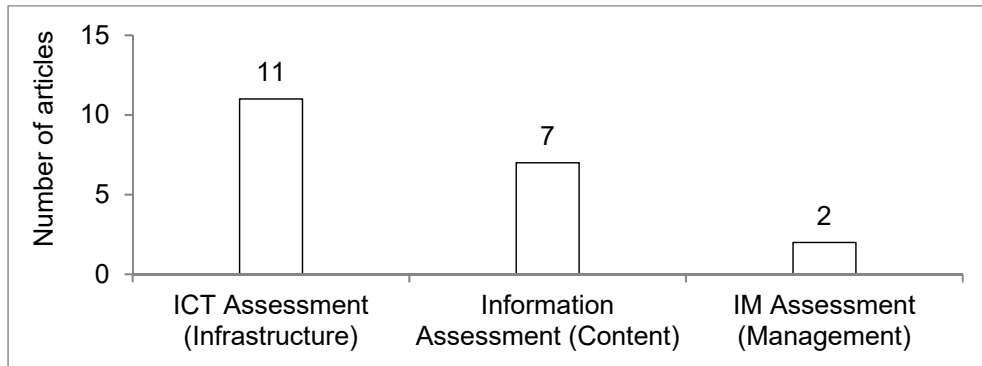 Number of articles
15
10
5
0
11
7
2
ICT Assessment
(Infrastructure)
Information
Assessment (Content)
IM Assessment
(Management)